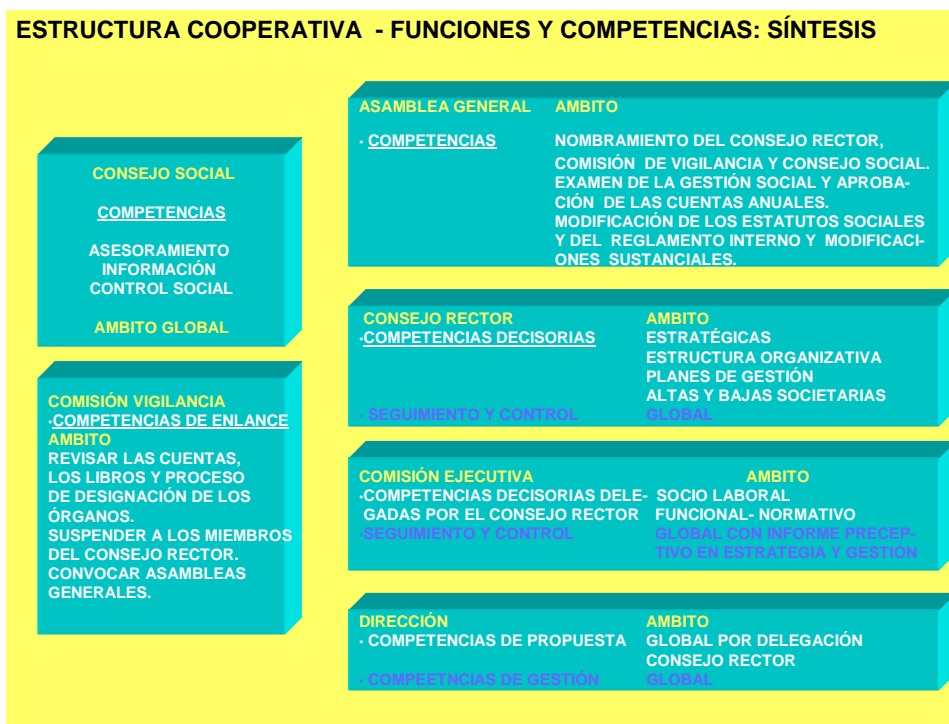 ESTRUCTURA COOPERATIVA - FUNCIONES Y COMPETENCIAS: SÍNTESIS
CONSEJO SOCIAL
COMPETENCIAS
ASESORAMIENTO
INFORMACIÓN
CONTROL SOCIAL
AMBITO GLOBAL
COMISIÓN VIGILANCIA
·COMPETENCIAS DE ENLANCE
AMBITO
REVISAR LAS CUENTAS,
LOS LIBROS Y PROCESO
DE DESIGNACIÓN DE LOS
ÓRGANOS.
SUSPENDER A LOS MIEMBROS
DEL CONSEJO RECTOR.
CONVOCAR ASAMBLEAS
GENERALES.
ASAMBLEA GENERAL AMBITO
· COMPETENCIAS NOMBRAMIENTO DEL CONSEJO RECTOR,
COMISIÓN DE VIGILANCIA Y CONSEJO SOCIAL.
EXAMEN DE LA GESTIÓN SOCIAL Y APROBA-
CIÓN DE LAS CUENTAS ANUALES.
MODIFICACIÓN DE LOS ESTATUTOS SOCIALES
Y DEL REGLAMENTO INTERNO Y MODIFICACI-
ONES SUSTANCIALES.
CONSEJO RECTOR AMBITO
·COMPETENCIAS DECISORIAS ESTRATÉGICAS
ESTRUCTURA ORGANIZATIVA
PLANES DE GESTIÓN
ALTAS Y BAJAS SOCIETARIAS
· SEGUIMIENTO Y CONTROL GLOBAL
COMISIÓN EJECUTIVA AMBITO
·COMPETENCIAS DECISORIAS DELE- SOCIO LABORAL
GADAS POR EL CONSEJO RECTOR FUNCIONAL- NORMATIVO
·SEGUIMIENTO Y CONTROL GLOBAL CON INFORME PRECEP-
TIVO EN ESTRATEGIA Y GESTIÓN
DIRECCIÓN AMBITO
· COMPETENCIAS DE PROPUESTA GLOBAL POR DELEGACIÓN
CONSEJO RECTOR
· COMPEETNCIAS DE GESTIÓN GLOBAL